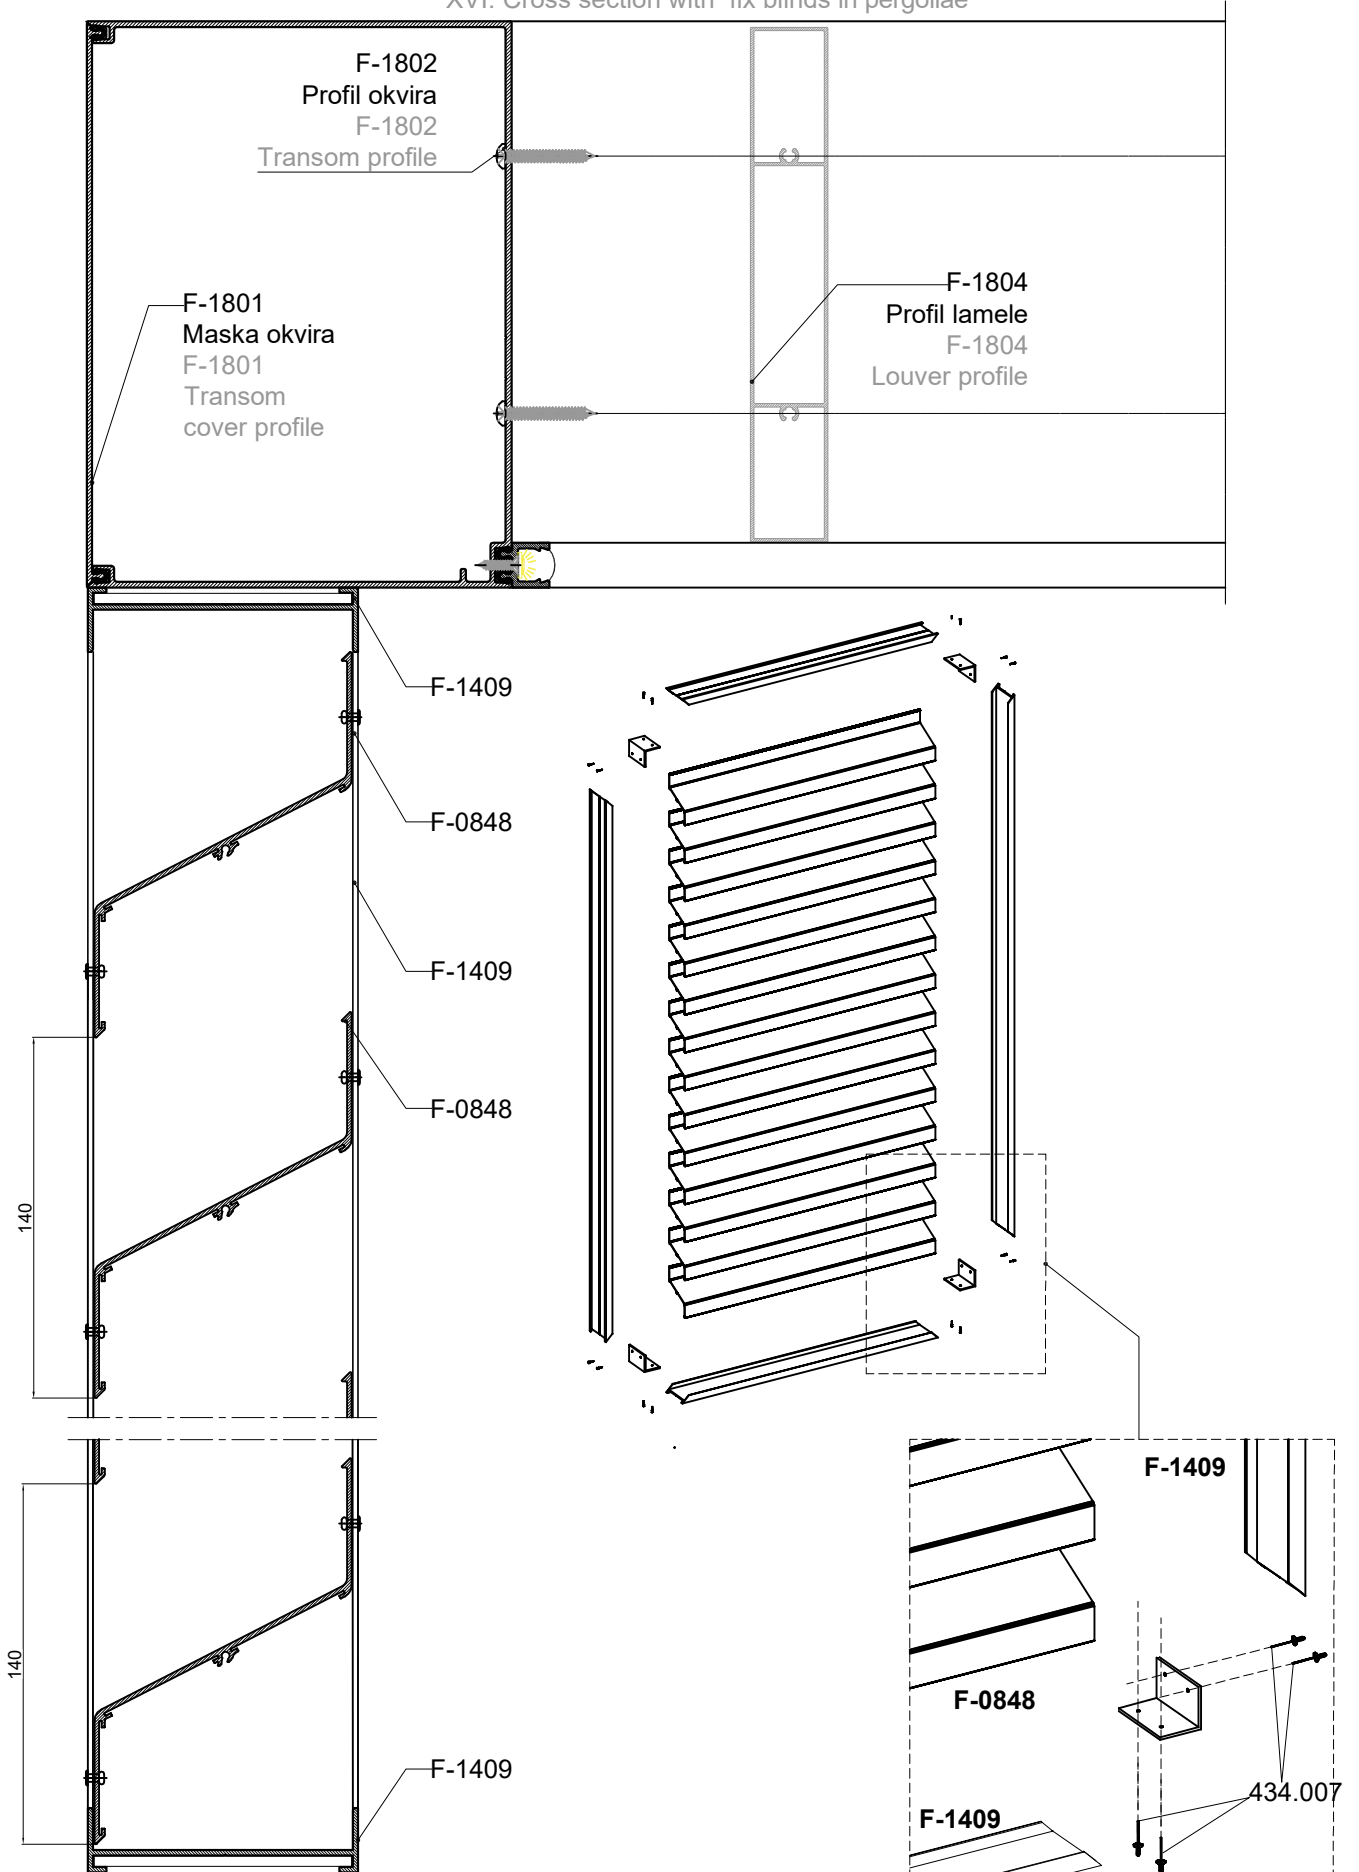 XVI. Cross section with fix blinds in pergollae
F-1802
Profil okvira
F-1802
Transom profile
F-1801
Maska okvira
F-1801
Transom
cover profile
F-1804
Profil lamele
F-1804
Louver profile
F-1409
F-0848
F-1409
F-0848
140
140
F-1409
F-1409
F-0848
434.007
F-1409